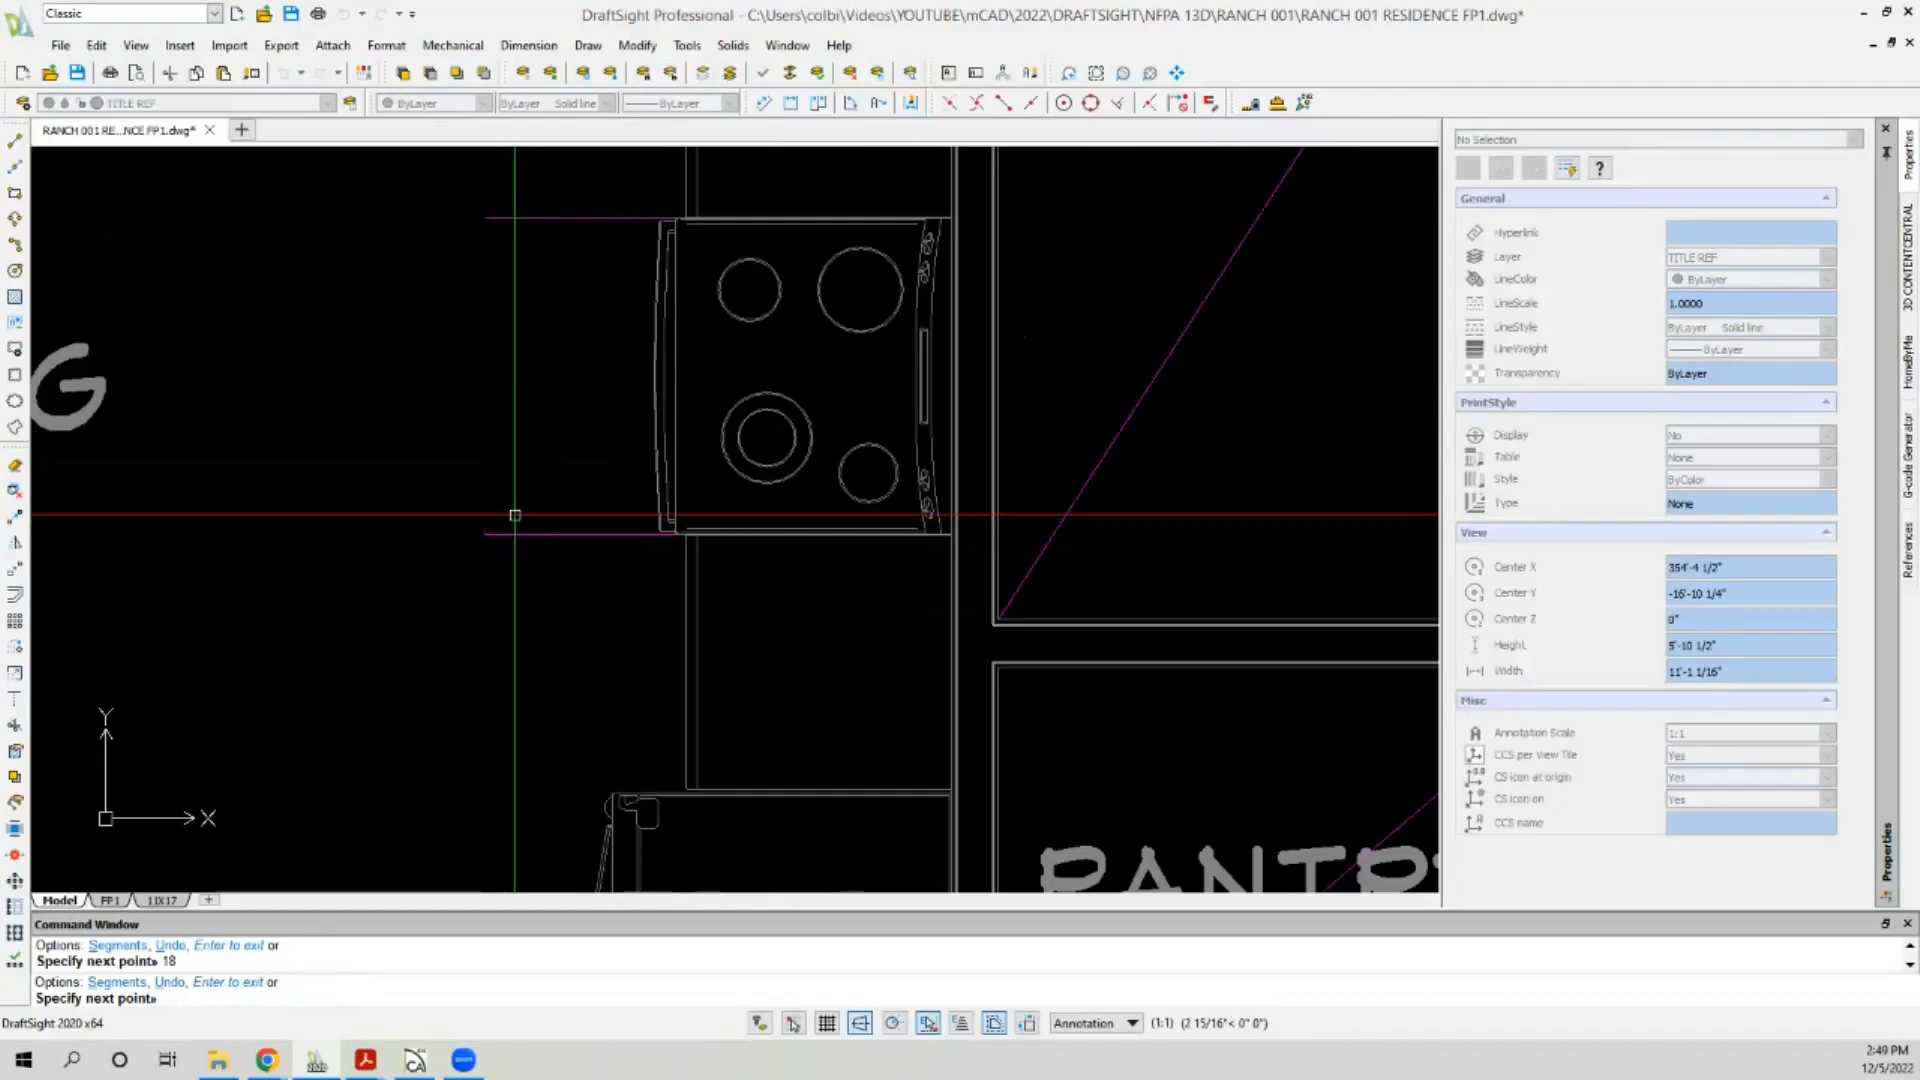 Classic
DraftSight Professional - C:\Users\colbi\Videos\YOUTUBE\mCAD\2022\DRAFTSIGHT\NFPA 13D\RANCH 001\RANCH 001 RESIDENCE FP1.dwg*
File Edit View Insert Import Export Attach Format Mechanical Dimension Draw Modify Tools Solids Window Help
TITLE REF ByLayer ByLayer Solid line ByLayer
RANCH 001 RE...NCE FP1.dwg*
No Selection
General
Hyperlink
Layer TITLE REF
LineColor ByLayer
LineScale 1.0000
LineStyle ByLayer Solid line
LineWeight ByLayer
Transparency ByLayer
PrintStyle
Display No
Table None
Style ByColor
Type None
View
Center X 354'-4 1/2"
Center Y -16'-10 1/4"
Center Z 0"
Height 5'-10 1/2"
Width 11'-1 1/16"
Misc
Annotation Scale 1:1
CCS per View Tile Yes
CS icon at origin Yes
CS icon on Yes
CCS name
Properties
3D CONTENTCENTRAL
HomeByMe
G-code Generator
References
Properties
G
Y
X
PANTRY
Model FP1 11X17
Command Window
Options: Segments, Undo, Enter to exit or
Specify next point» 18
Options: Segments, Undo, Enter to exit or
Specify next point»
DraftSight 2020 x64
Annotation (1:1) (2 15/16"< 0° 0")
2:49 PM
12/5/2022